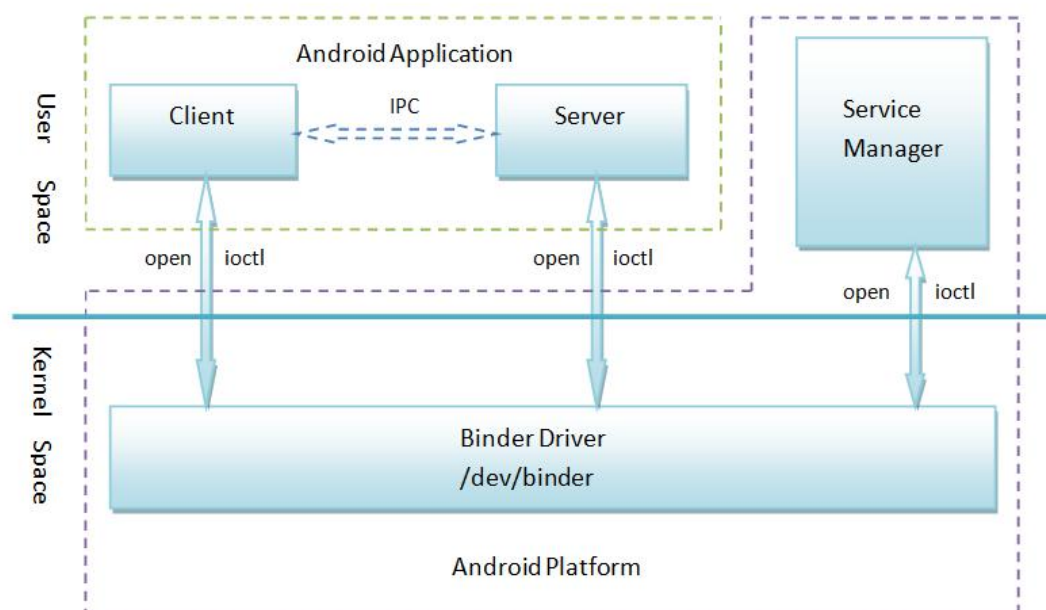 Android Application
Client
IPC
Server
Service
Manager
User Space
open ioctl
open ioctl
open ioctl
Kernel Space
Binder Driver
/dev/binder
Android Platform